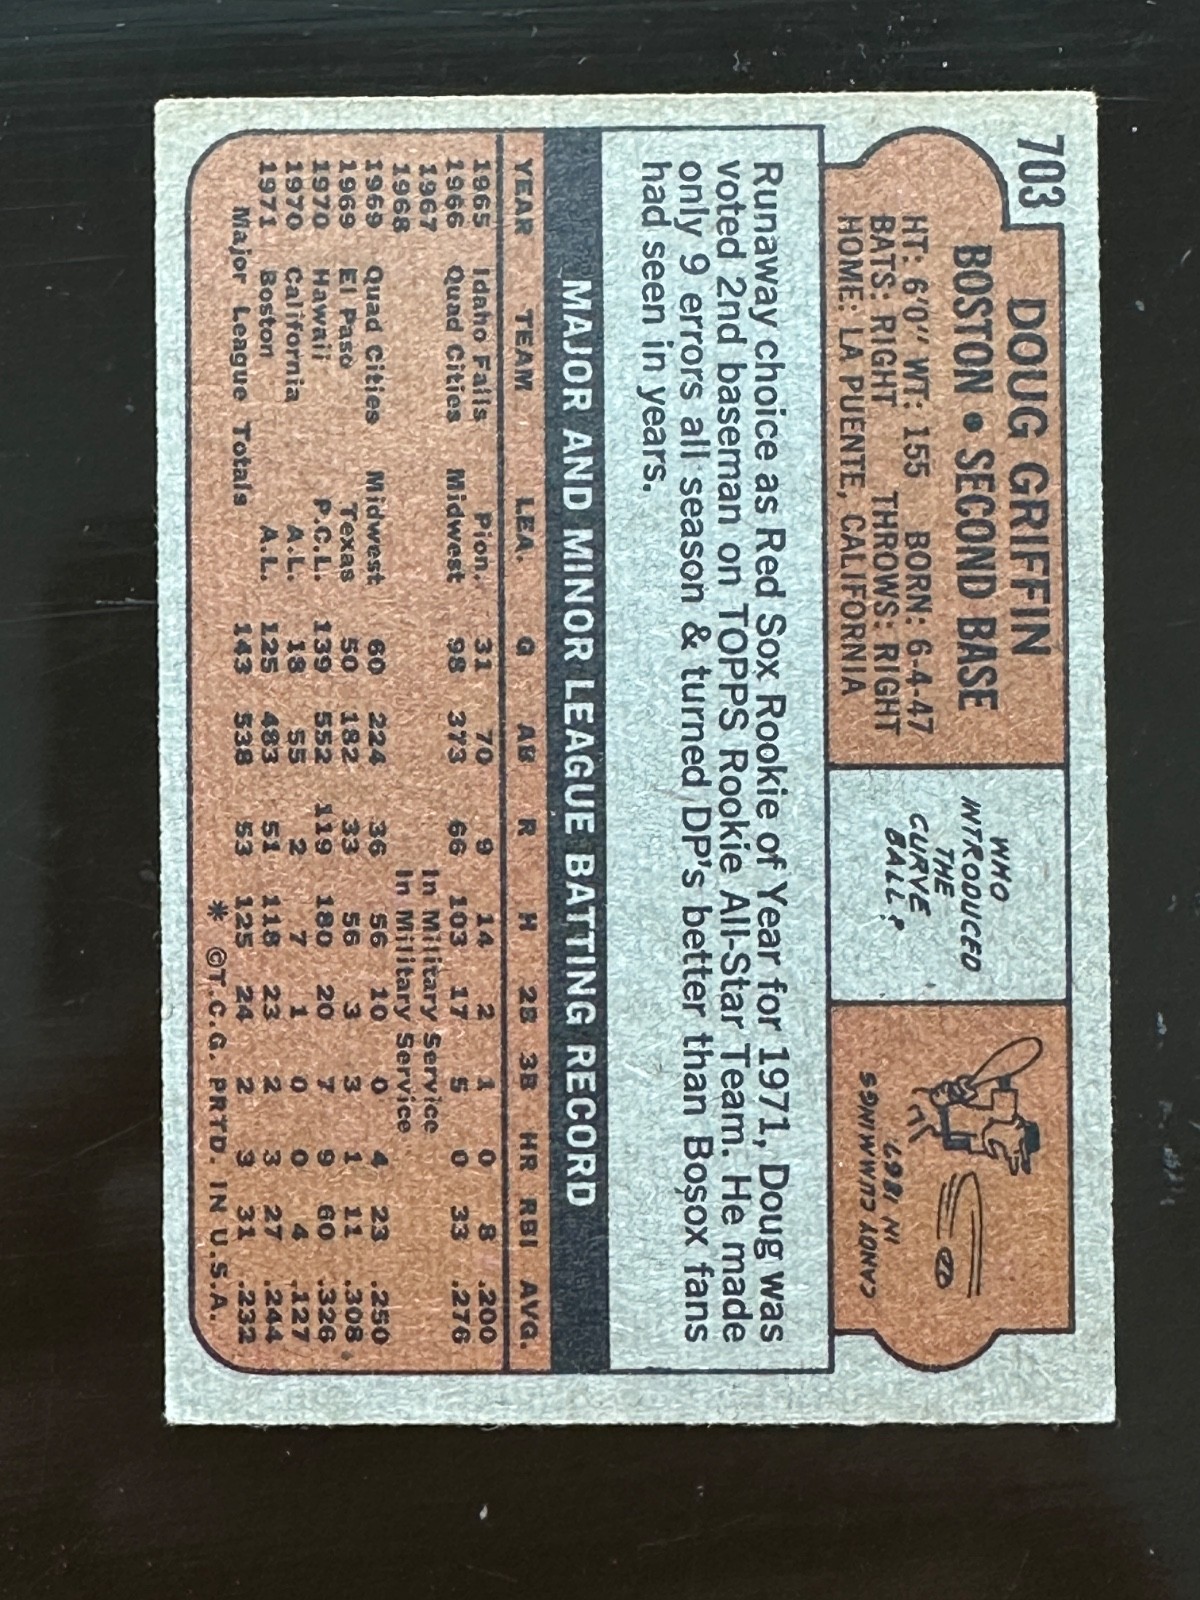 703
DOUG GRIFFIN
BOSTON • SECOND BASE
HT: 6'0" WT: 155 BORN: 6-4-47
BATS: RIGHT THROWS: RIGHT
HOME: LA PUENTE, CALIFORNIA
WHO
INTRODUCED
THE
CURVE
BALL?
CANDY CUMMINGS
IN 1867
Runaway choice as Red Sox Rookie of Year for 1971, Doug was
voted 2nd baseman on TOPPS Rookie All-Star Team. He made
only 9 errors all season & turned DP's better than Bosox fans
had seen in years.
MAJOR AND MINOR LEAGUE BATTING RECORD
YEAR TEAM LEA. G AB R H 2B 3B HR RBI AVG.
1965 Idaho Falls Pion. 31 70 9 14 2 1 0 8 .200
1966 Quad Cities Midwest 98 373 66 103 17 5 0 33 .276
1967 In Military Service
1968 In Military Service
1969 Quad Cities Midwest 60 224 36 56 10 0 4 23 .250
1969 El Paso Texas 50 182 33 56 3 3 1 11 .308
1970 Hawaii P.C.L. 139 552 119 180 20 7 9 60 .326
1970 California A.L. 18 55 2 7 1 0 0 4 .127
1971 Boston A.L. 125 483 51 118 23 2 3 27 .244
Major League Totals 143 538 53 125 24 2 3 31 .232
* ©T.C.G. PRTD. IN U.S.A.